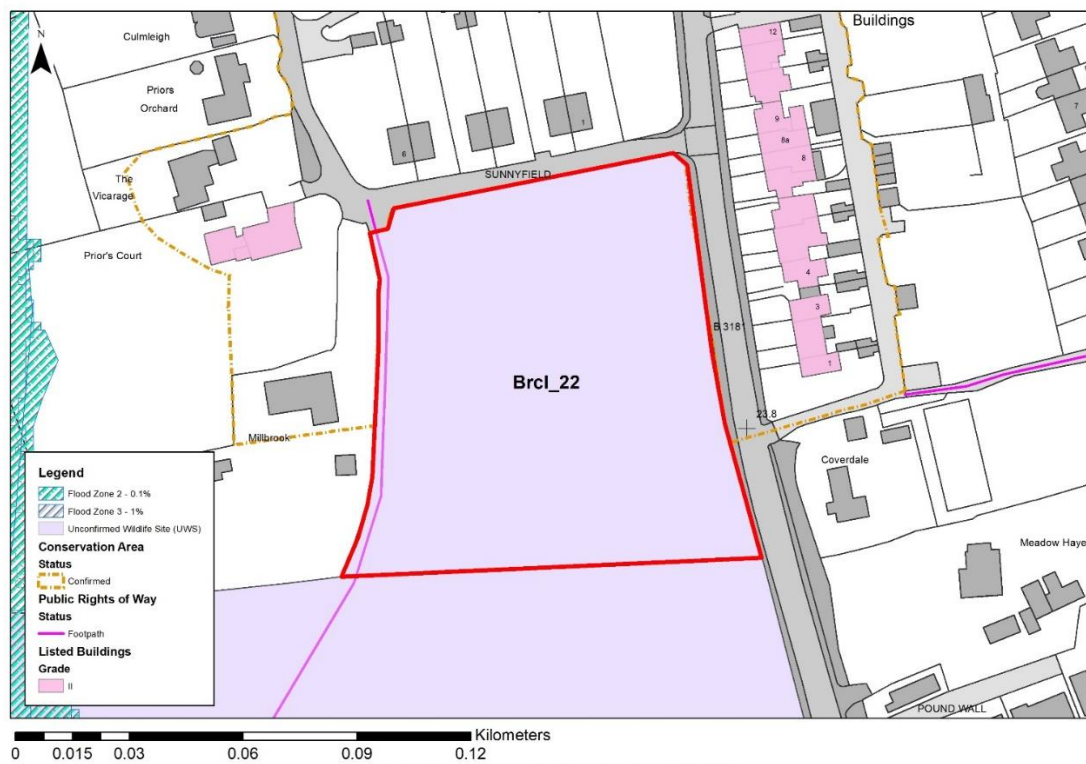 N
Culmleigh
Priors
Orchard
The
Vicarage
Prior's Court
Millbrook
Buildings
12
9
8a
8
4
3
1
7
6
1
SUNNYFIELD
B 3181
Brcl_22
23.8
Coverdale
Meadow Haye
POUND WALL
Legend
Flood Zone 2 - 0.1%
Flood Zone 3 - 1%
Unconfirmed Wildlife Site (UWS)
Conservation Area
Status
Confirmed
Public Rights of Way
Status
Footpath
Listed Buildings
Grade
II
Kilometers
0 0.015 0.03 0.06 0.09 0.12